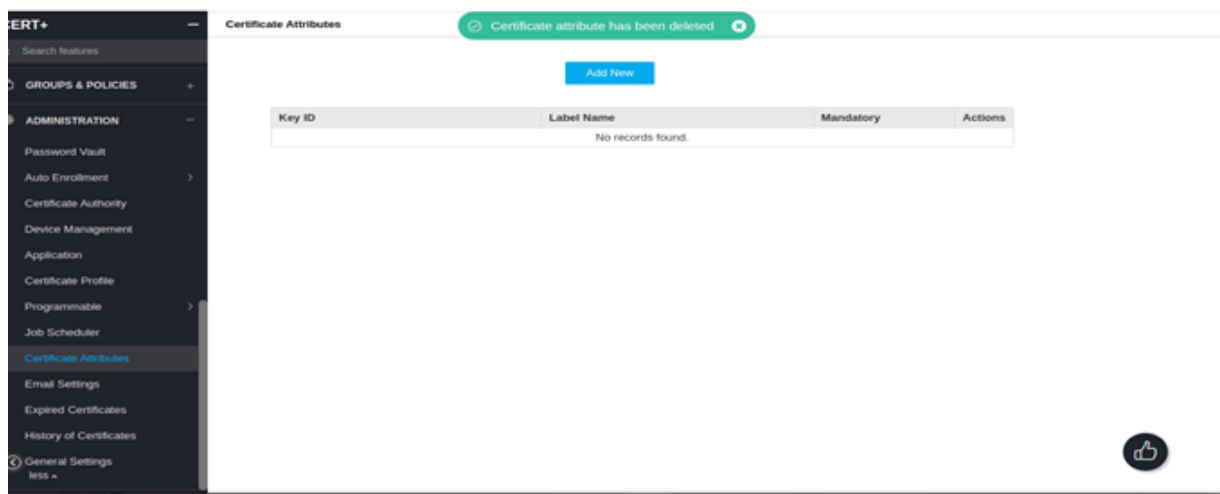 CERT+ −
Certificate Attributes
Certificate attribute has been deleted
Search features
GROUPS & POLICIES +
ADMINISTRATION −
Password Vault
Auto Enrollment >
Certificate Authority
Device Management
Application
Certificate Profile
Programmable >
Job Scheduler
Certificate Attributes
Email Settings
Expired Certificates
History of Certificates
General Settings
less
Add New
Key ID Label Name Mandatory Actions
No records found.